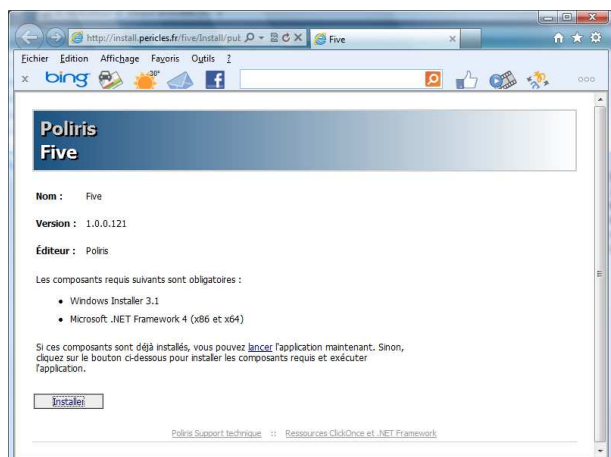 http://install.pericles.fr/five/Install/put
Five
Fichier Edition Affichage Favoris Outils ?
x bing 30°
Poliris
Five
Nom : Five
Version : 1.0.0.121
Éditeur : Poliris
Les composants requis suivants sont obligatoires :
• Windows Installer 3.1
• Microsoft .NET Framework 4 (x86 et x64)
Si ces composants sont déjà installés, vous pouvez lancer l'application maintenant. Sinon,
cliquez sur le bouton ci-dessous pour installer les composants requis et exécuter
l'application.
Installer
Poliris Support technique :: Ressources ClickOnce et .NET Framework